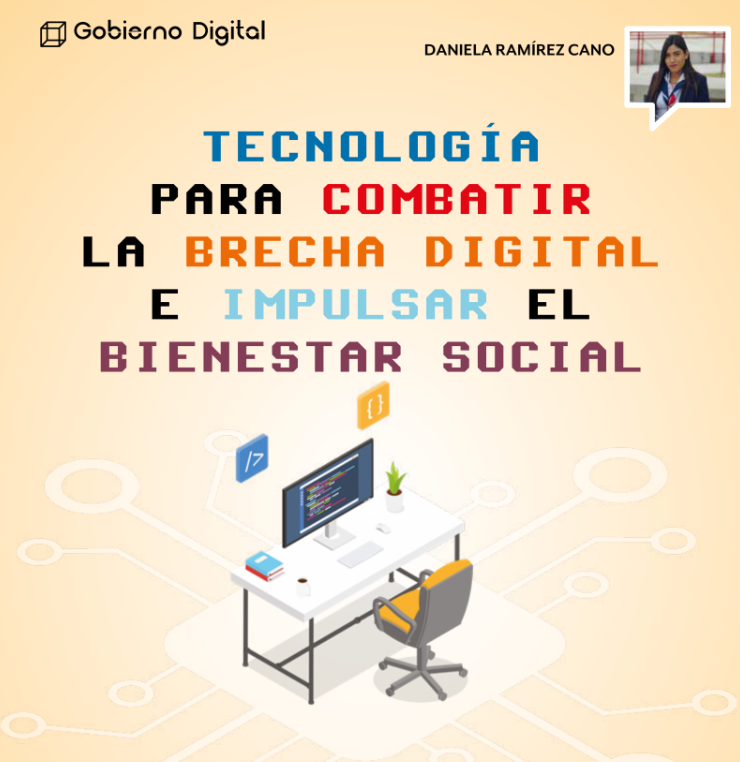 Gobierno Digital
DANIELA RAMÍREZ CANO
TECNOLOGÍA
PARA COMBATIR
LA BRECHA DIGITAL
E IMPULSAR EL
BIENESTAR SOCIAL
{}
/>